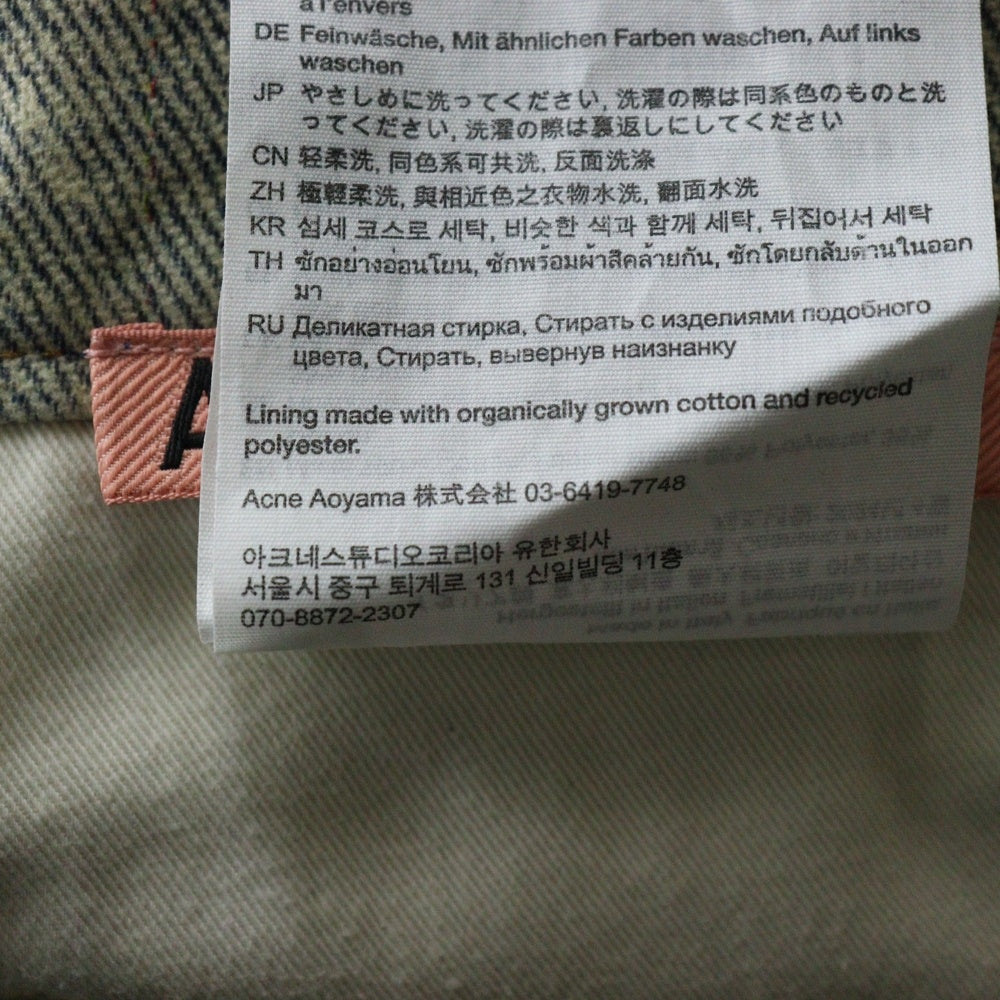 à l'envers
DE Feinwäsche, Mit ähnlichen Farben waschen, Auf links
waschen
JP やさしめに洗ってください, 洗濯の際は同系色のものと洗
ってください, 洗濯の際は裏返しにしてください
CN 轻柔洗, 同色系可共洗, 反面洗涤
ZH 極輕柔洗, 與相近色之衣物水洗, 翻面水洗
KR 섬세 코스로 세탁, 비슷한 색과 함께 세탁, 뒤집어서 세탁
TH ซักอย่างอ่อนโยน, ซักพร้อมผ้าสีคล้ายกัน, ซักโดยกลับด้านในออก
มา
RU Деликатная стирка, Стирать с изделиями подобного
цвета, Стирать, вывернув наизнанку
Lining made with organically grown cotton and recycled
polyester.
Acne Aoyama 株式会社 03-6419-7748
아크네스튜디오코리아 유한회사
서울시 중구 퇴계로 131 신일빌딩 11층
070-8872-2307
A